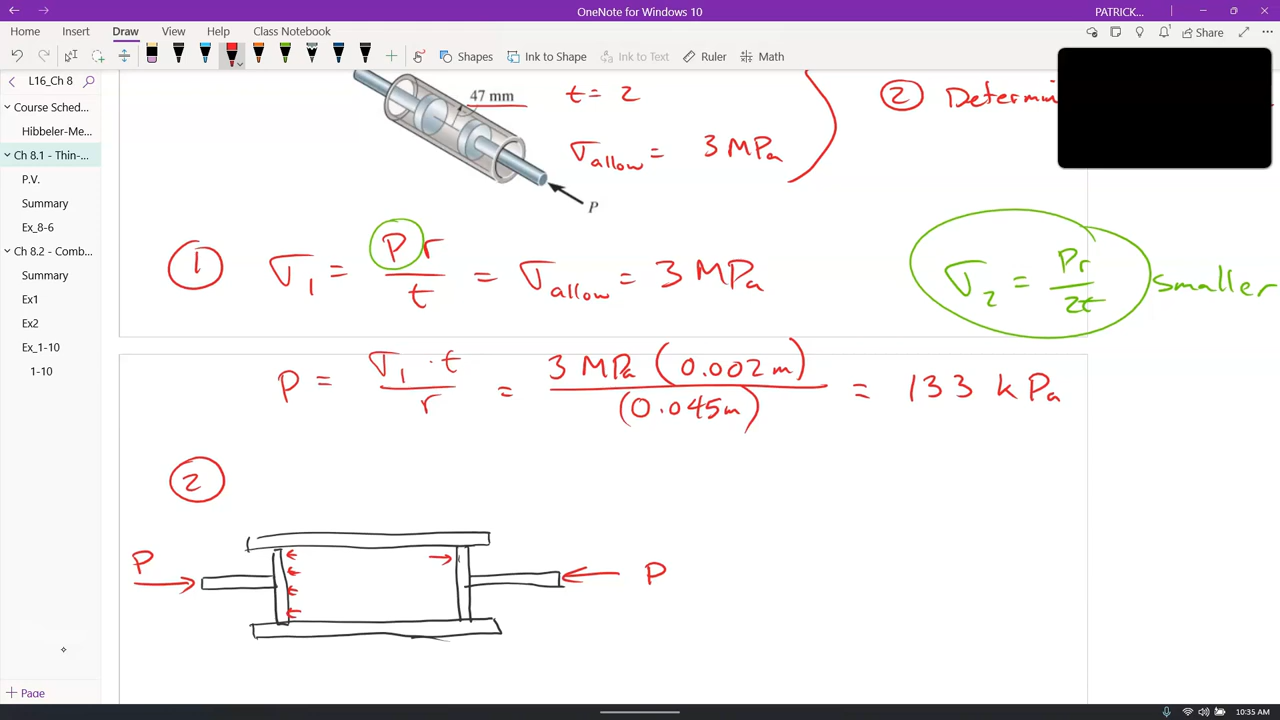 OneNote for Windows 10
PATRICK...
Home Insert Draw View Help Class Notebook
Share
Shapes Ink to Shape Ink to Text Ruler Math
L16_Ch 8
Course Sched...
Hibbeler-Me...
Ch 8.1 - Thin-...
P.V.
Summary
Ex_8-6
Ch 8.2 - Comb...
Summary
Ex1
Ex2
Ex_1-10
1-10
Page
47 mm
P
t = 2
σallow = 3 MPa
② Determin
① σ1 = Pr/t = σallow = 3 MPa
σ2 = Pr/2t smaller
P = σ1 · t / r = 3 MPa (0.002 m) / (0.045m) = 133 kPa
②
P
P
10:35 AM